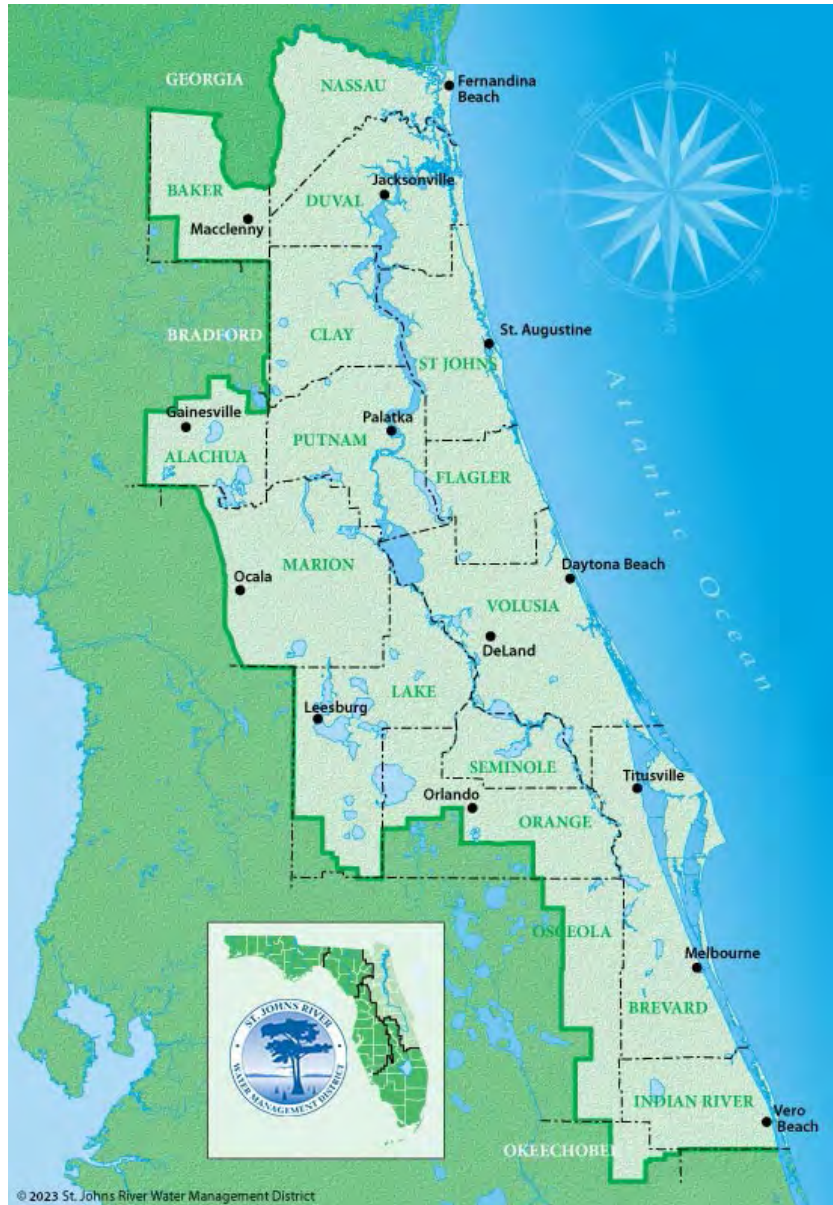 GEORGIA
NASSAU
Fernandina
Beach
N
BAKER
Jacksonville
DUVAL
E
Macclenny
S
BRADFORD
CLAY
St. Augustine
ST JOHNS
Gainesville
Palatka
PUTNAM
ALACHUA
FLAGLER
Atlantic Ocean
MARION
Ocala
Daytona Beach
VOLUSIA
DeLand
LAKE
Leesburg
SEMINOLE
Titusville
Orlando
ORANGE
OSCEOLA
Melbourne
BREVARD
ST. JOHNS RIVER
WATER MANAGEMENT DISTRICT
INDIAN RIVER
Vero
Beach
OKEECHOBEE
© 2023 St. Johns River Water Management District